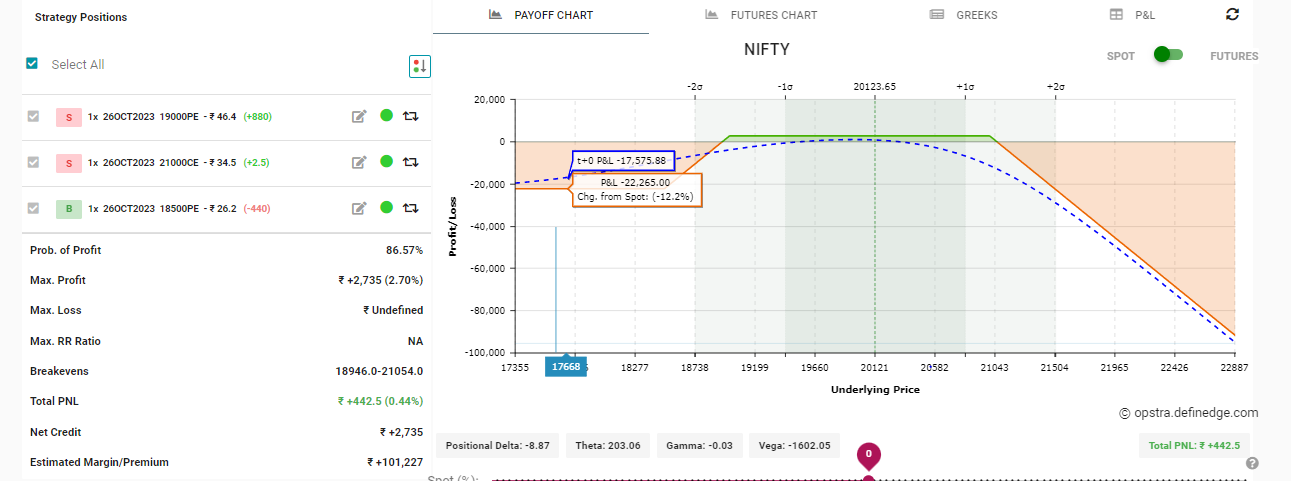 Strategy Positions
Select All
S 1x 26OCT2023 19000PE - ₹ 46.4 (+880)
S 1x 26OCT2023 21000CE - ₹ 34.5 (+2.5)
B 1x 26OCT2023 18500PE - ₹ 26.2 (-440)
Prob. of Profit 86.57%
Max. Profit ₹ +2,735 (2.70%)
Max. Loss ₹ Undefined
Max. RR Ratio NA
Breakevens 18946.0-21054.0
Total PNL ₹ +442.5 (0.44%)
Net Credit ₹ +2,735
Estimated Margin/Premium ₹ +101,227
PAYOFF CHART FUTURES CHART GREEKS P&L
NIFTY
SPOT FUTURES
-2σ -1σ 20123.65 +1σ +2σ
20,000
0
-20,000
-40,000
-60,000
-80,000
-100,000
Profit/Loss
t+0 P&L -17,575.88
P&L -22,265.00
Chg. from Spot: (-12.2%)
17668
17355 18277 18738 19199 19660 20121 20582 21043 21504 21965 22426 22887
Underlying Price
© opstra.definedge.com
Positional Delta: -8.87 Theta: 203.06 Gamma: -0.03 Vega: -1602.05 Total PNL: ₹ +442.5
0
Spot (%):
?